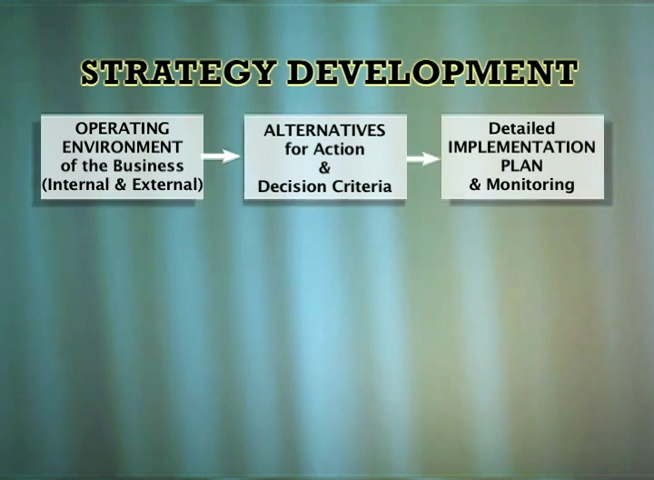 STRATEGY DEVELOPMENT
OPERATING
ENVIRONMENT
of the Business
(Internal & External)
ALTERNATIVES
for Action
&
Decision Criteria
Detailed
IMPLEMENTATION
PLAN
& Monitoring